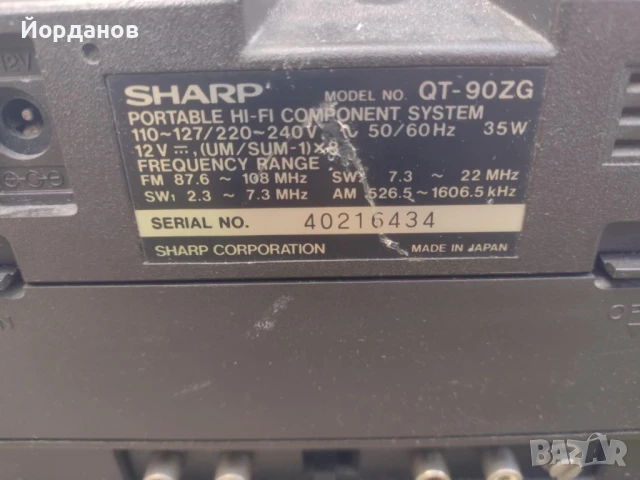 Йорданов
12V
SHARP MODEL NO. QT-90ZG
PORTABLE HI-FI COMPONENT SYSTEM
110~127/220~240V ~ 50/60Hz 35W
12V ⎓, (UM/SUM-1)×8
FREQUENCY RANGE
FM 87.6 ~ 108 MHz SW2 7.3 ~ 22 MHz
SW1 2.3 ~ 7.3 MHz AM 526.5 ~ 1606.5 kHz
SERIAL NO. 40216434
SHARP CORPORATION MADE IN JAPAN
BAZAR